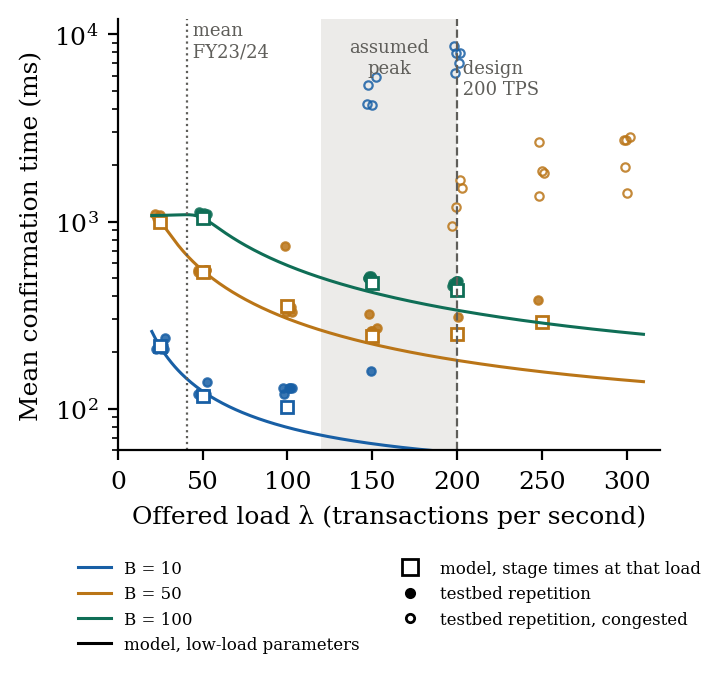 mean
FY23/24
assumed
peak
design
200 TPS
10⁴
10³
10²
Mean confirmation time (ms)
0 50 100 150 200 250 300
Offered load λ (transactions per second)
B = 10
B = 50
B = 100
model, low-load parameters
model, stage times at that load
testbed repetition
testbed repetition, congested